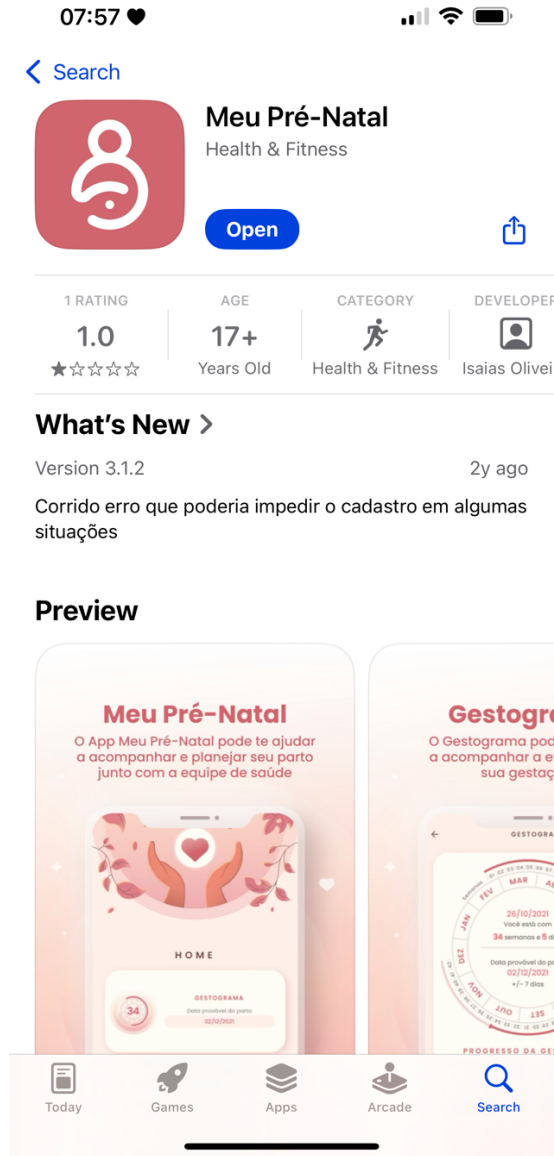 07:57
Search
Meu Pré-Natal
Health & Fitness
Open
1 RATING
AGE
CATEGORY
DEVELOPER
1.0
17+
Years Old
Health & Fitness
Isaias Olivei
What's New
Version 3.1.2
2y ago
Corrido erro que poderia impedir o cadastro em algumas
situações
Preview
Meu Pré-Natal
O App Meu Pré-Natal pode te ajudar
a acompanhar e planejar seu parto
junto com a equipe de saúde
HOME
GESTOGRAMA
Data provável do parto
02/12/2021
34
Gestogra
O Gestograma pod
a acompanhar a e
sua gestaç
GESTOGRA
Semanas
JAN
FEV
MAR
SET
OUT
NOV
DEZ
26/10/2021
Você está com
34 semanas e 5 di
Data provável do pa
02/12/2021
+/- 7 dias
PROGRESSO DA GES
Today
Games
Apps
Arcade
Search